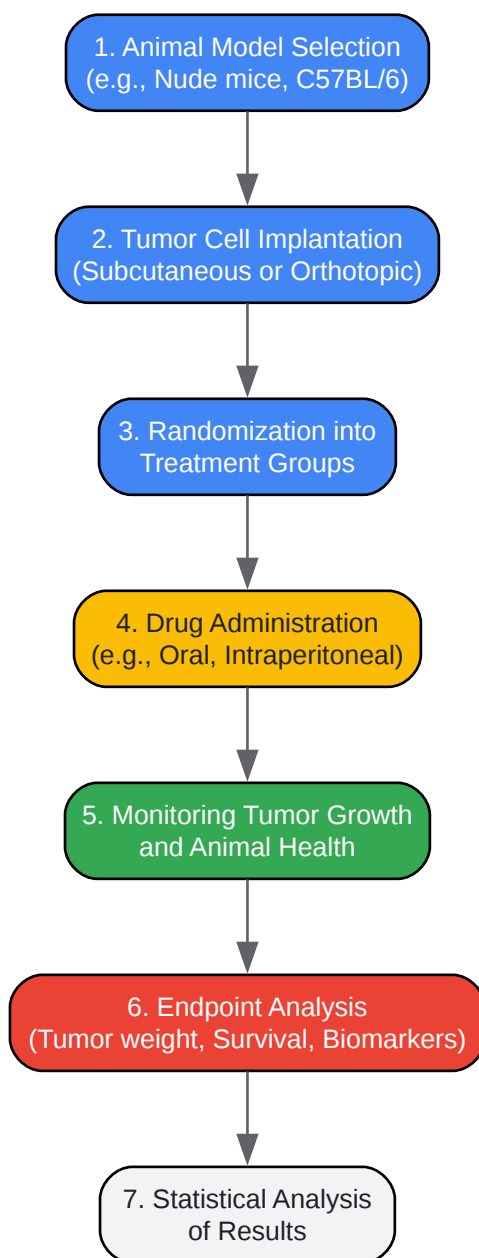 1. Animal Model Selection
(e.g., Nude mice, C57BL/6)
2. Tumor Cell Implantation
(Subcutaneous or Orthotopic)
3. Randomization into
Treatment Groups
4. Drug Administration
(e.g., Oral, Intraperitoneal)
5. Monitoring Tumor Growth
and Animal Health
6. Endpoint Analysis
(Tumor weight, Survival, Biomarkers)
7. Statistical Analysis
of Results